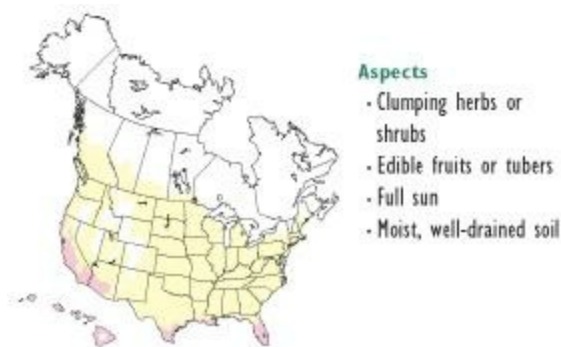 Aspects
· Clumping herbs or
shrubs
· Edible fruits or tubers
· Full sun
· Moist, well-drained soil